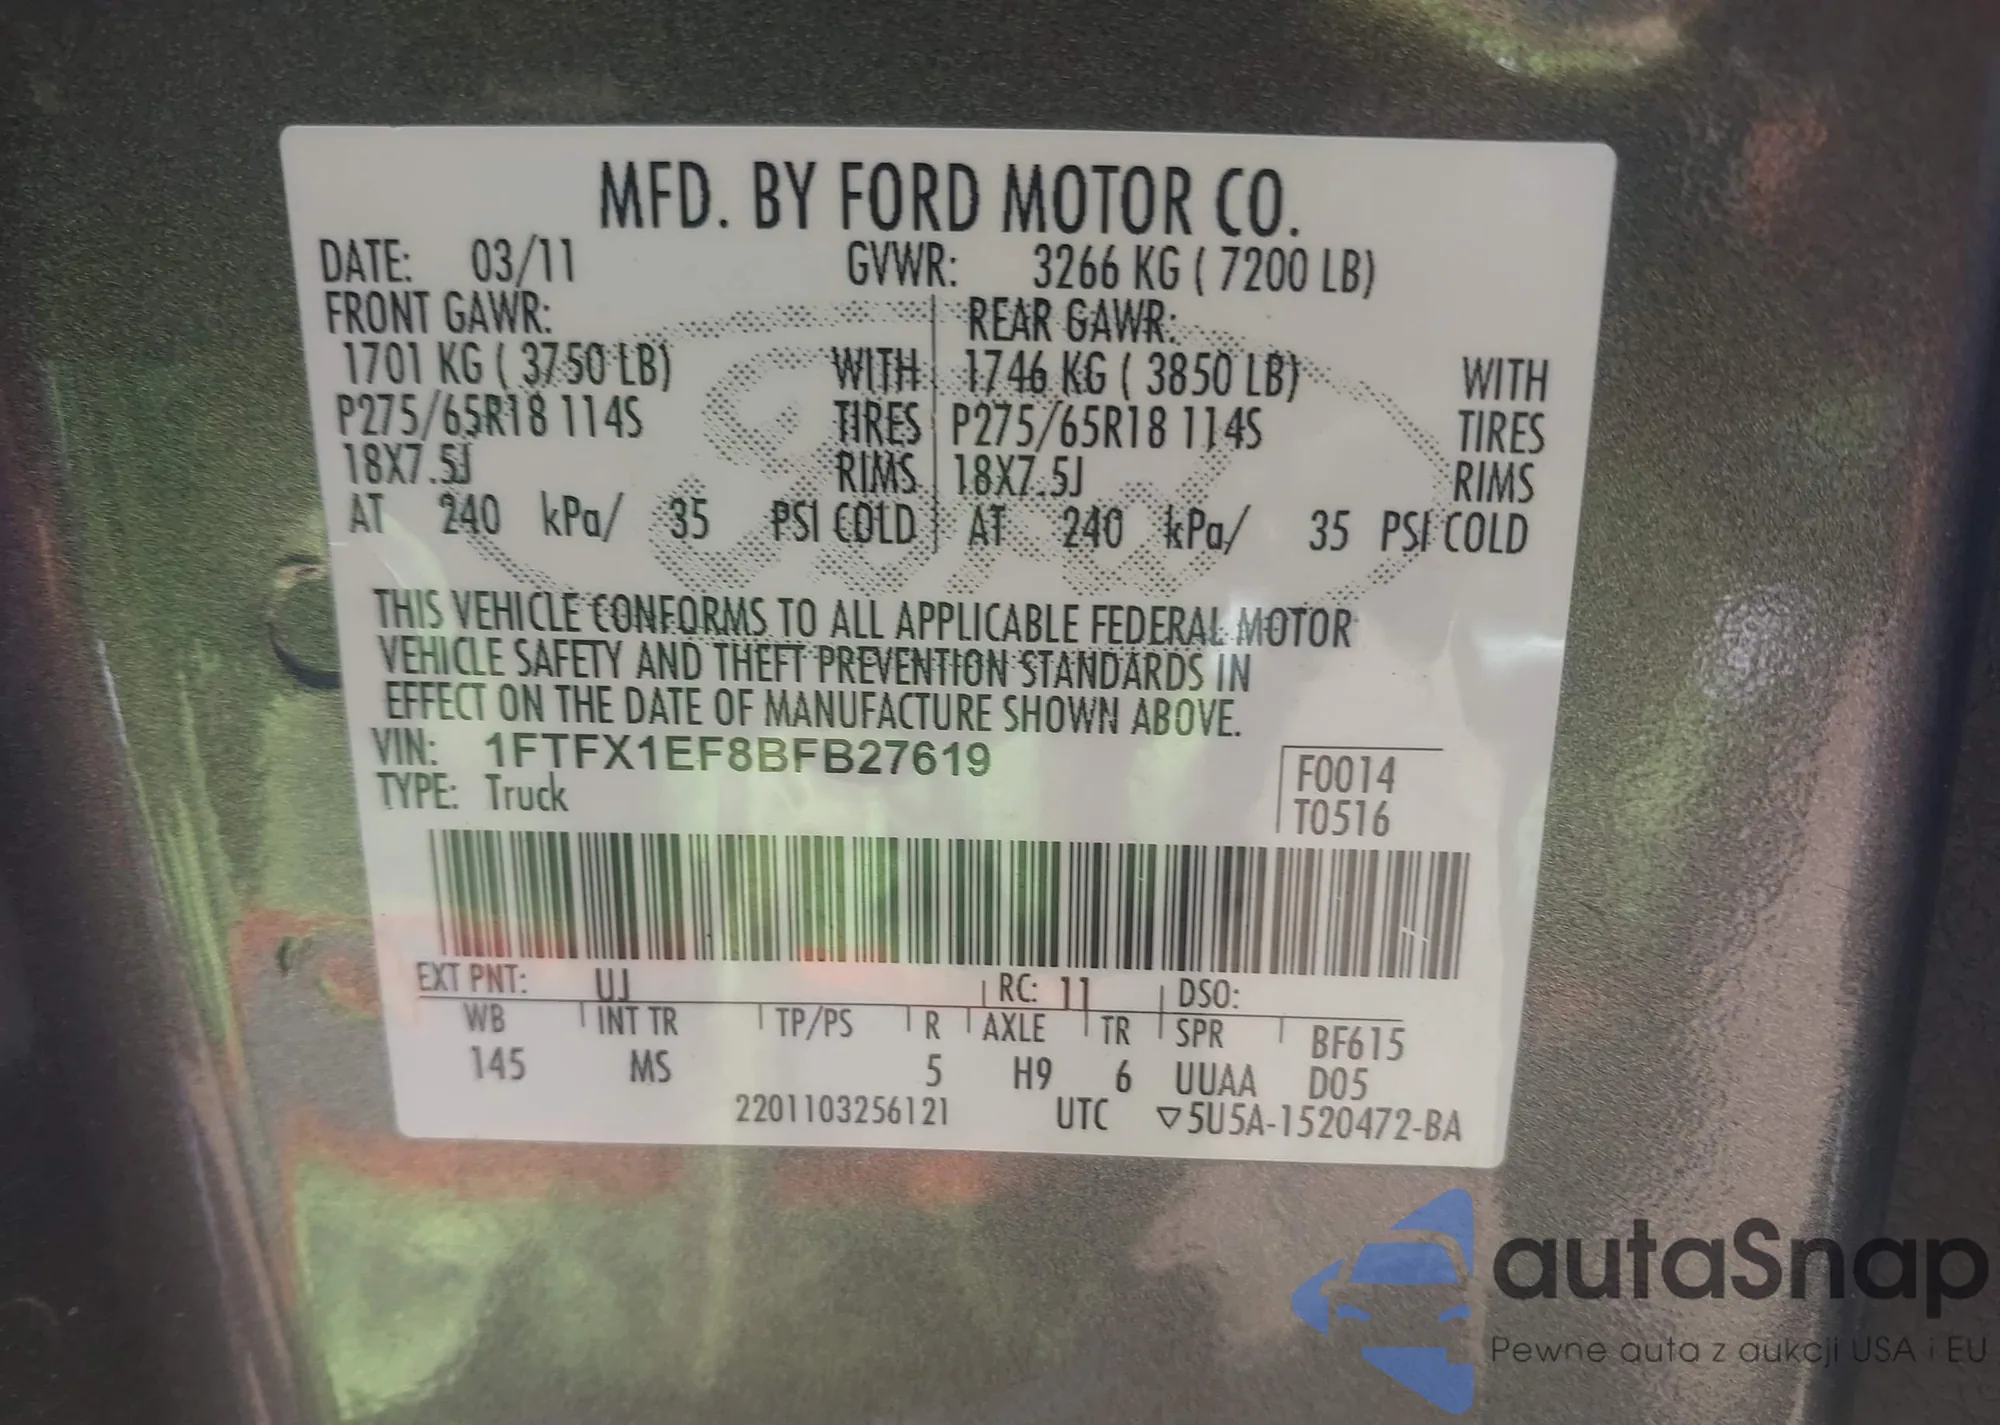 MFD. BY FORD MOTOR CO.
DATE: 03/11 GVWR: 3266 KG ( 7200 LB)
FRONT GAWR: REAR GAWR:
1701 KG ( 3750 LB) WITH 1746 KG ( 3850 LB) WITH
P275/65R18 114S TIRES P275/65R18 114S TIRES
18X7.5J RIMS 18X7.5J RIMS
AT 240 kPa/ 35 PSI COLD AT 240 kPa/ 35 PSI COLD
THIS VEHICLE CONFORMS TO ALL APPLICABLE FEDERAL MOTOR
VEHICLE SAFETY AND THEFT PREVENTION STANDARDS IN
EFFECT ON THE DATE OF MANUFACTURE SHOWN ABOVE.
VIN: 1FTFX1EF8BFB27619
TYPE: Truck
F0014
T0516
EXT PNT: UJ RC: 11 DSO:
WB INT TR TP/PS R AXLE TR SPR BF615
145 MS 5 H9 6 UUAA D05
2201103256121 UTC ▽5U5A-1520472-BA
autaSnap
Pewne auta z aukcji USA i EU